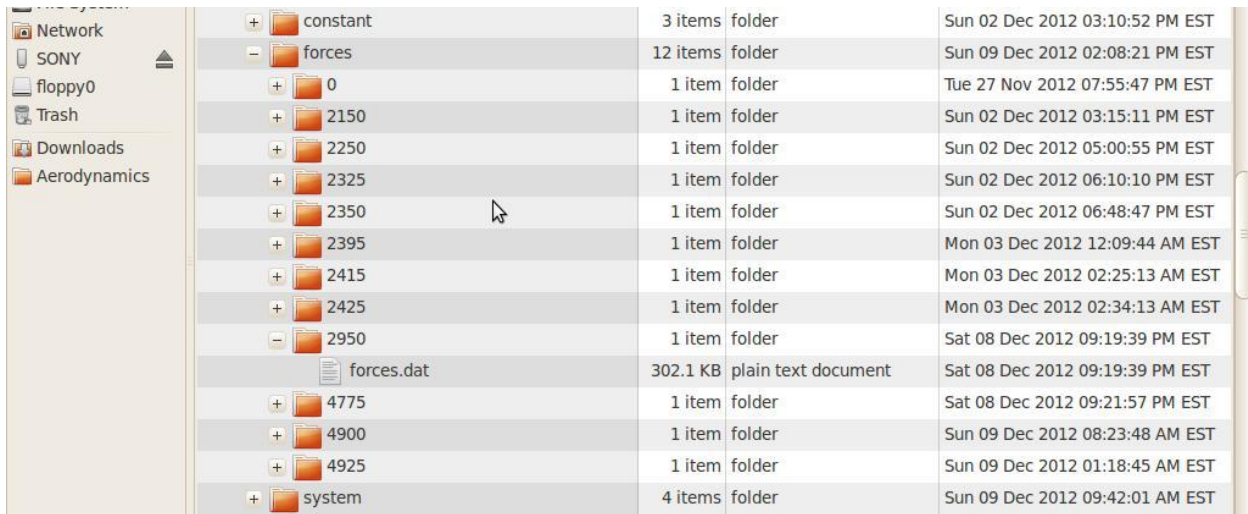 File System
Network
SONY
floppy0
Trash
Downloads
Aerodynamics
constant 3 items folder Sun 02 Dec 2012 03:10:52 PM EST
forces 12 items folder Sun 09 Dec 2012 02:08:21 PM EST
0 1 item folder Tue 27 Nov 2012 07:55:47 PM EST
2150 1 item folder Sun 02 Dec 2012 03:15:11 PM EST
2250 1 item folder Sun 02 Dec 2012 05:00:55 PM EST
2325 1 item folder Sun 02 Dec 2012 06:10:10 PM EST
2350 1 item folder Sun 02 Dec 2012 06:48:47 PM EST
2395 1 item folder Mon 03 Dec 2012 12:09:44 AM EST
2415 1 item folder Mon 03 Dec 2012 02:25:13 AM EST
2425 1 item folder Mon 03 Dec 2012 02:34:13 AM EST
2950 1 item folder Sat 08 Dec 2012 09:19:39 PM EST
forces.dat 302.1 KB plain text document Sat 08 Dec 2012 09:19:39 PM EST
4775 1 item folder Sat 08 Dec 2012 09:21:57 PM EST
4900 1 item folder Sun 09 Dec 2012 08:23:48 AM EST
4925 1 item folder Sun 09 Dec 2012 01:18:45 AM EST
system 4 items folder Sun 09 Dec 2012 09:42:01 AM EST